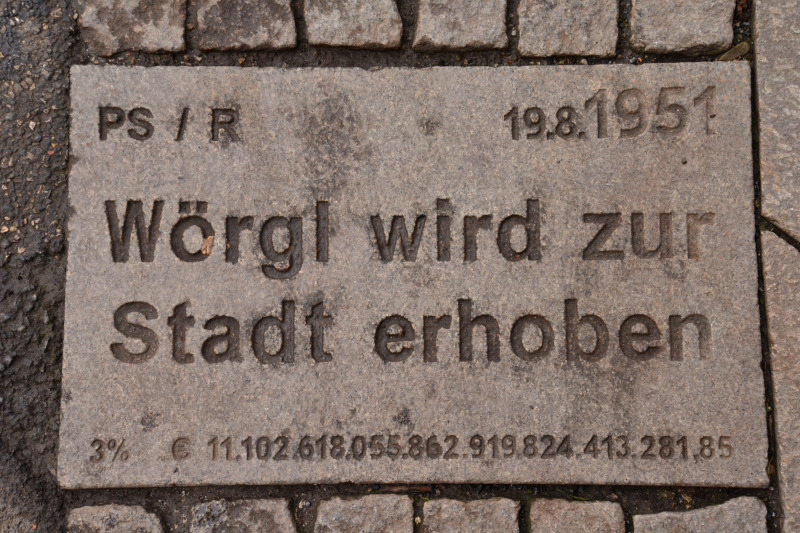 PS / R 19.8.1951
Wörgl wird zur
Stadt erhoben
3% € 11.102.618.055.862.919.824.413.281,85